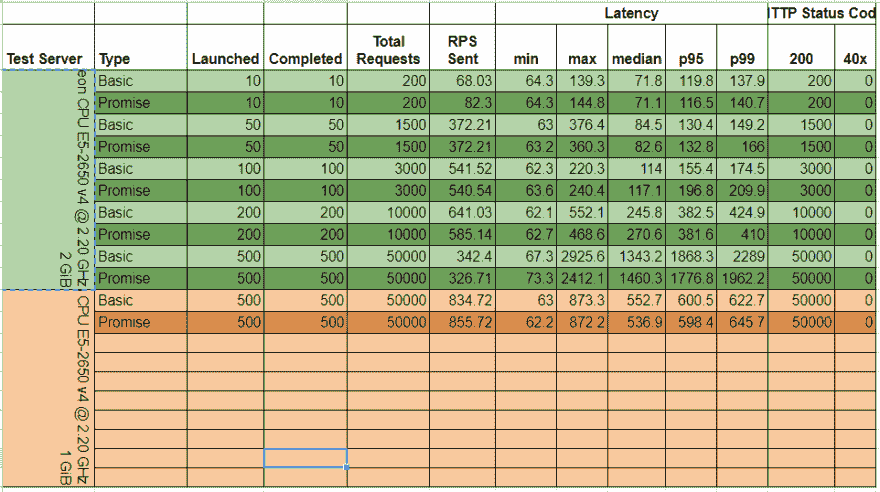 Latency ITTP Status Cod
Test Server Type Launched Completed Total Requests RPS Sent min max median p95 p99 200 40x
eon CPU E5-2650 v4 @ 2.20 GHz
2 GiB
Basic 10 10 200 68.03 64.3 139.3 71.8 119.8 137.9 200 0
Promise 10 10 200 82.3 64.3 144.8 71.1 116.5 140.7 200 0
Basic 50 50 1500 372.21 63 376.4 84.5 130.4 149.2 1500 0
Promise 50 50 1500 372.21 63.2 360.3 82.6 132.8 166 1500 0
Basic 100 100 3000 541.52 62.3 220.3 114 155.4 174.5 3000 0
Promise 100 100 3000 540.54 63.6 240.4 117.1 196.8 209.9 3000 0
Basic 200 200 10000 641.03 62.1 552.1 245.8 382.5 424.9 10000 0
Promise 200 200 10000 585.14 62.7 468.6 270.6 381.6 410 10000 0
Basic 500 500 50000 342.4 67.3 2925.6 1343.2 1868.3 2289 50000 0
Promise 500 500 50000 326.71 73.3 2412.1 1460.3 1776.8 1962.2 50000 0
CPU E5-2650 v4 @ 2.20 GHz
1 GiB
Basic 500 500 50000 834.72 63 873.3 552.7 600.5 622.7 50000 0
Promise 500 500 50000 855.72 62.2 872.2 536.9 598.4 645.7 50000 0